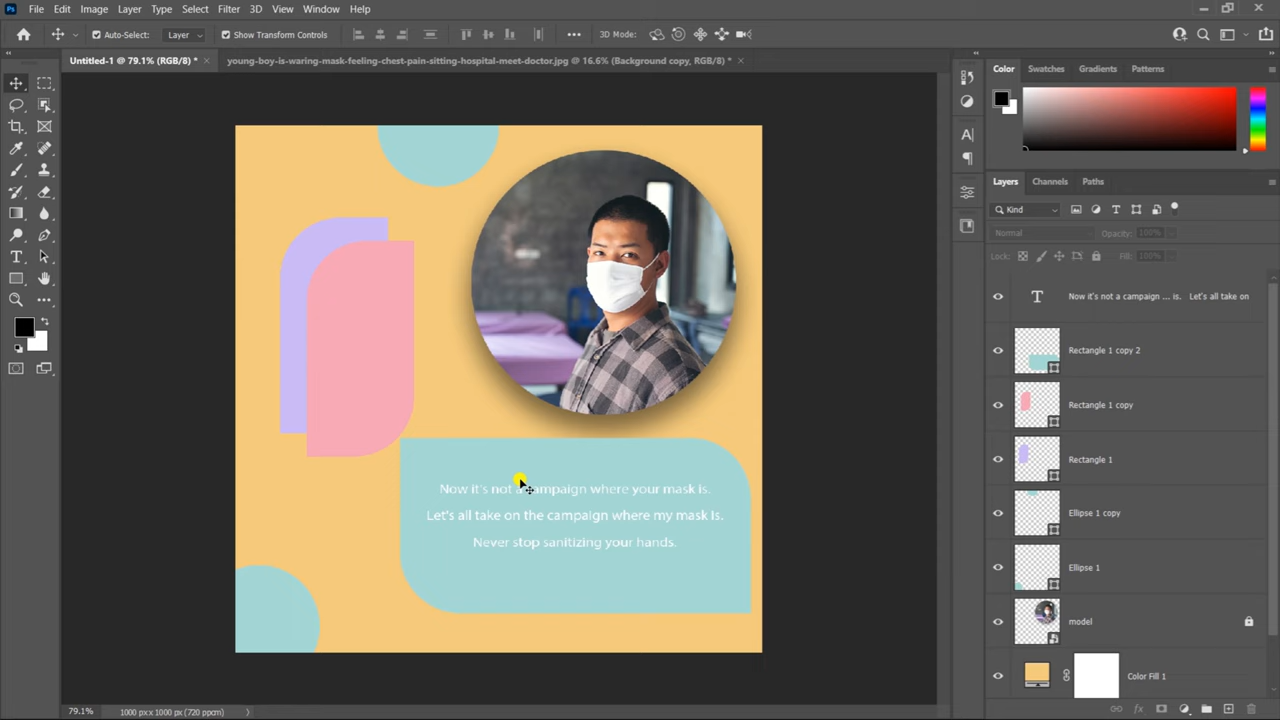 Ps File Edit Image Layer Type Select Filter 3D View Window Help
Auto-Select: Layer Show Transform Controls 3D Mode:
Untitled-1 @ 79.1% (RGB/8) * × young-boy-is-waring-mask-feeling-chest-pain-sitting-hospital-meet-doctor.jpg @ 16.6% (Background copy, RGB/8) * ×
Color Swatches Gradients Patterns
Layers Channels Paths
Kind
Normal Opacity: 100%
Lock: Fill: 100%
Now it's not a campaign ... is. Let's all take on
Rectangle 1 copy 2
Rectangle 1 copy
Rectangle 1
Ellipse 1 copy
Ellipse 1
model
Color Fill 1
Now it's not a campaign where your mask is.
Let's all take on the campaign where my mask is.
Never stop sanitizing your hands.
79.1% 1000 px x 1000 px (720 ppcm)